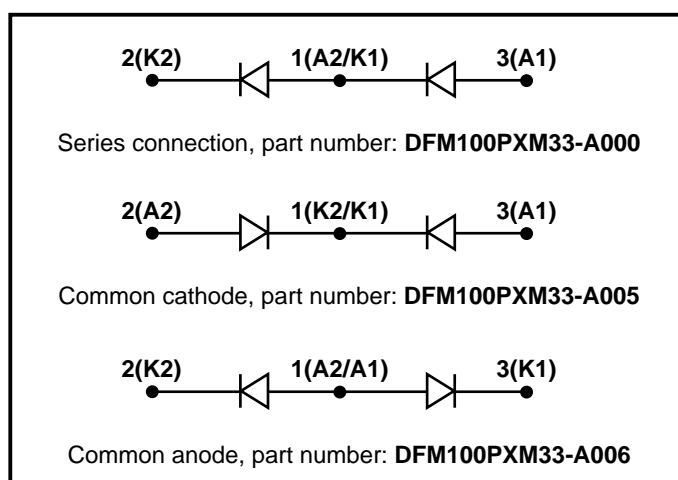 2(K2) 1(A2/K1) 3(A1)
Series connection, part number: DFM100PXM33-A000
2(A2) 1(K2/K1) 3(A1)
Common cathode, part number: DFM100PXM33-A005
2(K2) 1(A2/A1) 3(K1)
Common anode, part number: DFM100PXM33-A006